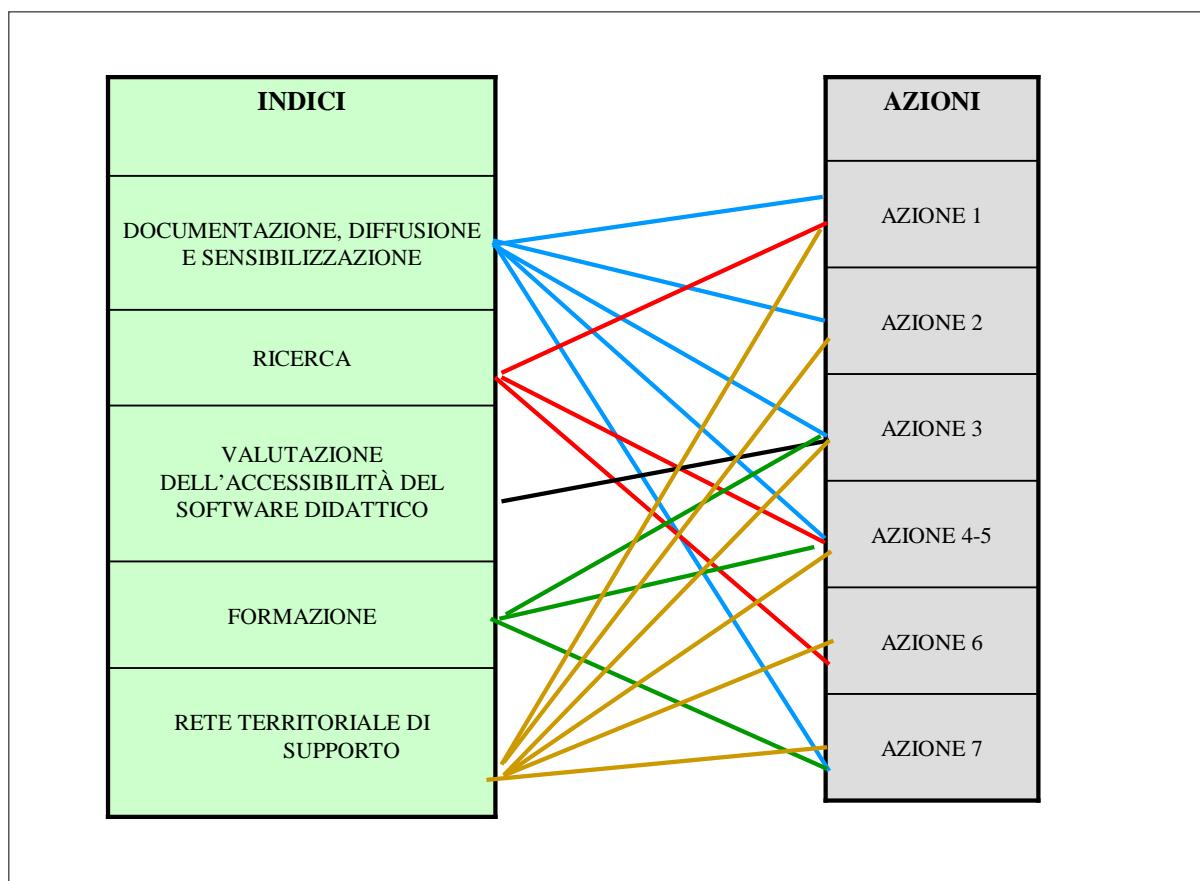 INDICI
DOCUMENTAZIONE, DIFFUSIONE
E SENSIBILIZZAZIONE
RICERCA
VALUTAZIONE
DELL’ACCESSIBILITÀ DEL
SOFTWARE DIDATTICO
FORMAZIONE
RETE TERRITORIALE DI
SUPPORTO
AZIONI
AZIONE 1
AZIONE 2
AZIONE 3
AZIONE 4-5
AZIONE 6
AZIONE 7